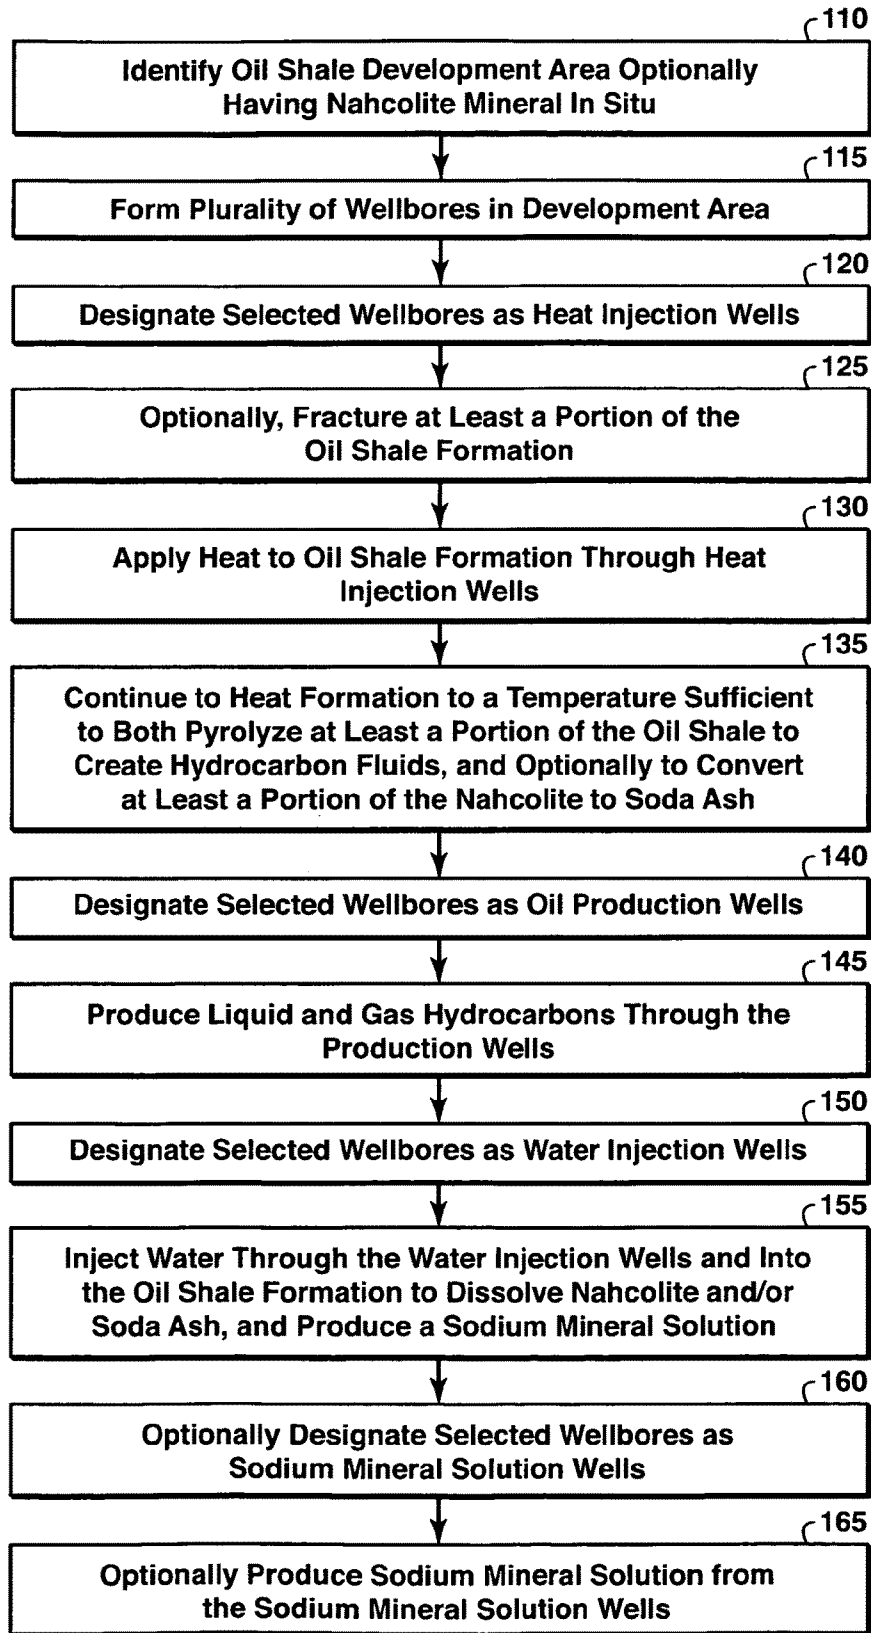 110
Identify Oil Shale Development Area Optionally
Having Nahcolite Mineral In Situ
115
Form Plurality of Wellbores in Development Area
120
Designate Selected Wellbores as Heat Injection Wells
125
Optionally, Fracture at Least a Portion of the
Oil Shale Formation
130
Apply Heat to Oil Shale Formation Through Heat
Injection Wells
135
Continue to Heat Formation to a Temperature Sufficient
to Both Pyrolyze at Least a Portion of the Oil Shale to
Create Hydrocarbon Fluids, and Optionally to Convert
at Least a Portion of the Nahcolite to Soda Ash
140
Designate Selected Wellbores as Oil Production Wells
145
Produce Liquid and Gas Hydrocarbons Through the
Production Wells
150
Designate Selected Wellbores as Water Injection Wells
155
Inject Water Through the Water Injection Wells and Into
the Oil Shale Formation to Dissolve Nahcolite and/or
Soda Ash, and Produce a Sodium Mineral Solution
160
Optionally Designate Selected Wellbores as
Sodium Mineral Solution Wells
165
Optionally Produce Sodium Mineral Solution from
the Sodium Mineral Solution Wells